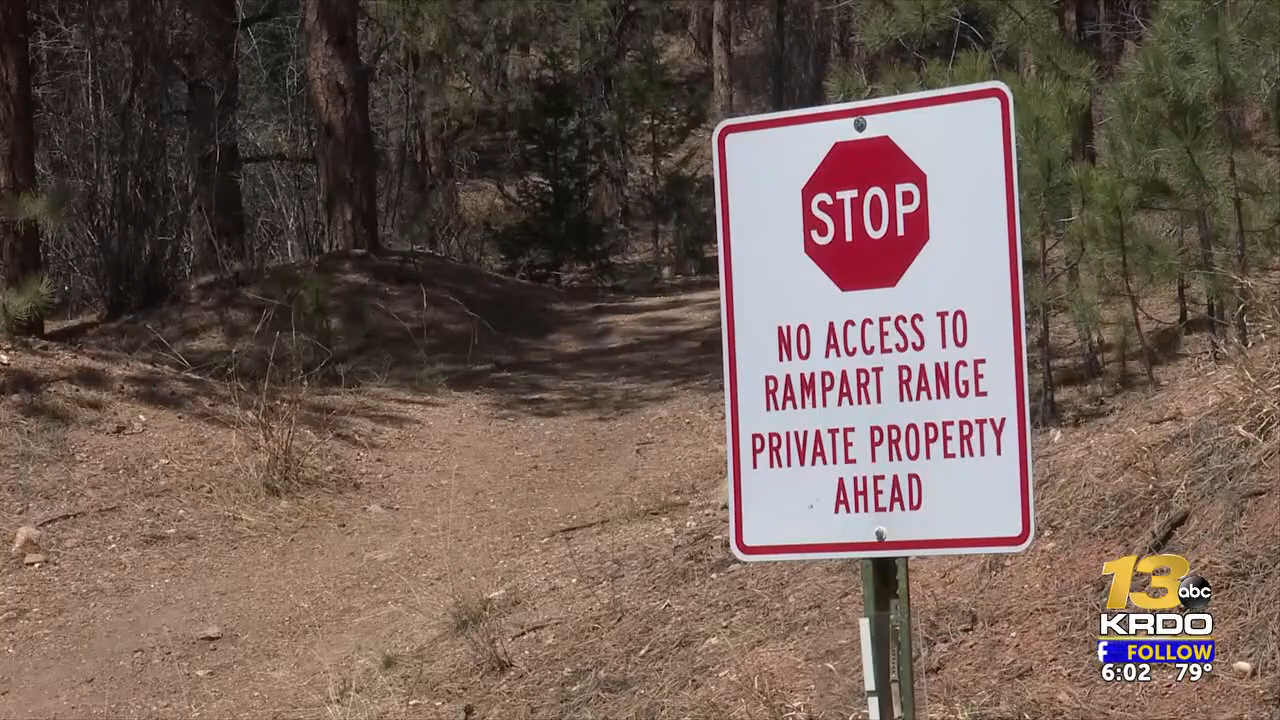 STOP
NO ACCESS TO
RAMPART RANGE
PRIVATE PROPERTY
AHEAD
13 abc
KRDO
f FOLLOW
6:02 79°